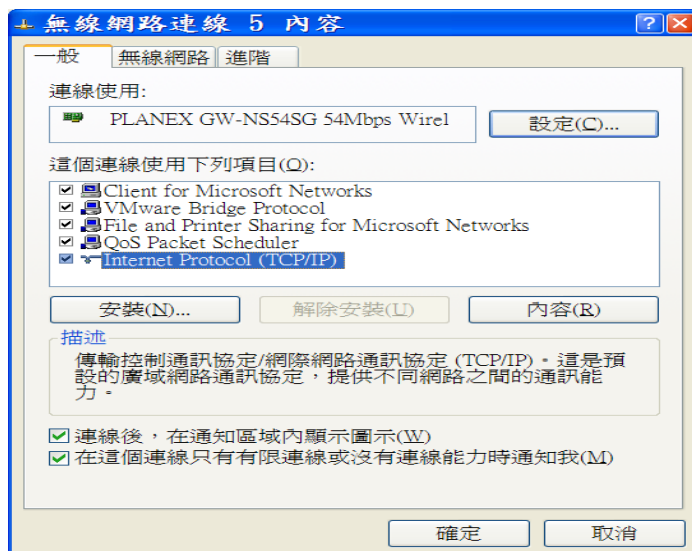 無線網路連線 5 內容
一般 無線網路 進階
連線使用:
PLANEX GW-NS54SG 54Mbps Wirel
設定(C)...
這個連線使用下列項目(O):
Client for Microsoft Networks
VMware Bridge Protocol
File and Printer Sharing for Microsoft Networks
QoS Packet Scheduler
Internet Protocol (TCP/IP)
安裝(N)... 解除安裝(U) 內容(R)
描述
傳輸控制通訊協定/網際網路通訊協定 (TCP/IP)。這是預
設的廣域網路通訊協定，提供不同網路之間的通訊能
力。
連線後，在通知區域內顯示圖示(W)
在這個連線只有有限連線或沒有連線能力時通知我(M)
確定 取消